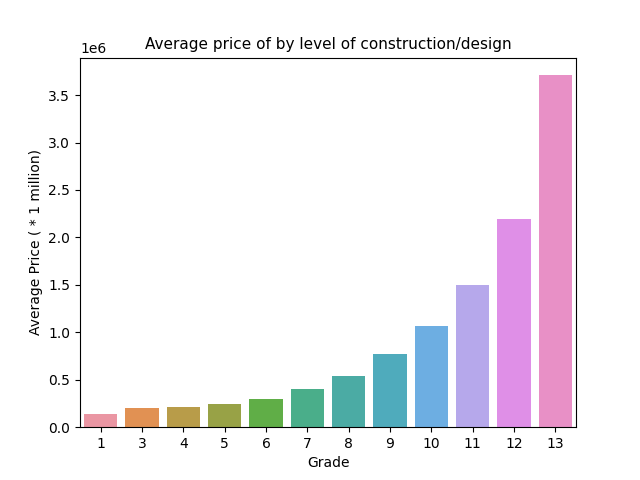 Average price of by level of construction/design
1e6
Average Price ( * 1 million)
3.5
3.0
2.5
2.0
1.5
1.0
0.5
0.0
1 3 4 5 6 7 8 9 10 11 12 13
Grade